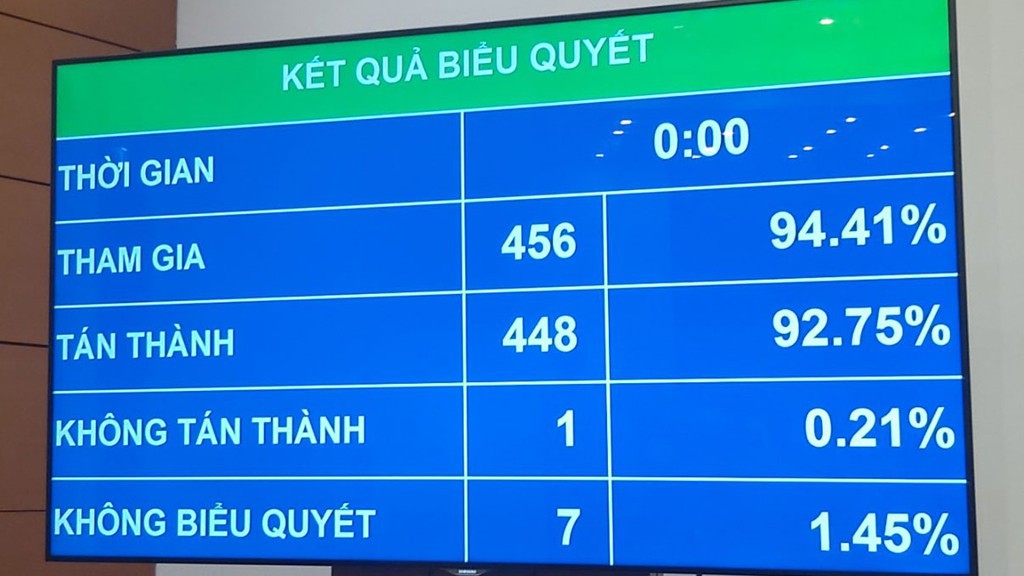 KẾT QUẢ BIỂU QUYẾT
THỜI GIAN 0:00
THAM GIA 456 94.41%
TÁN THÀNH 448 92.75%
KHÔNG TÁN THÀNH 1 0.21%
KHÔNG BIỂU QUYẾT 7 1.45%